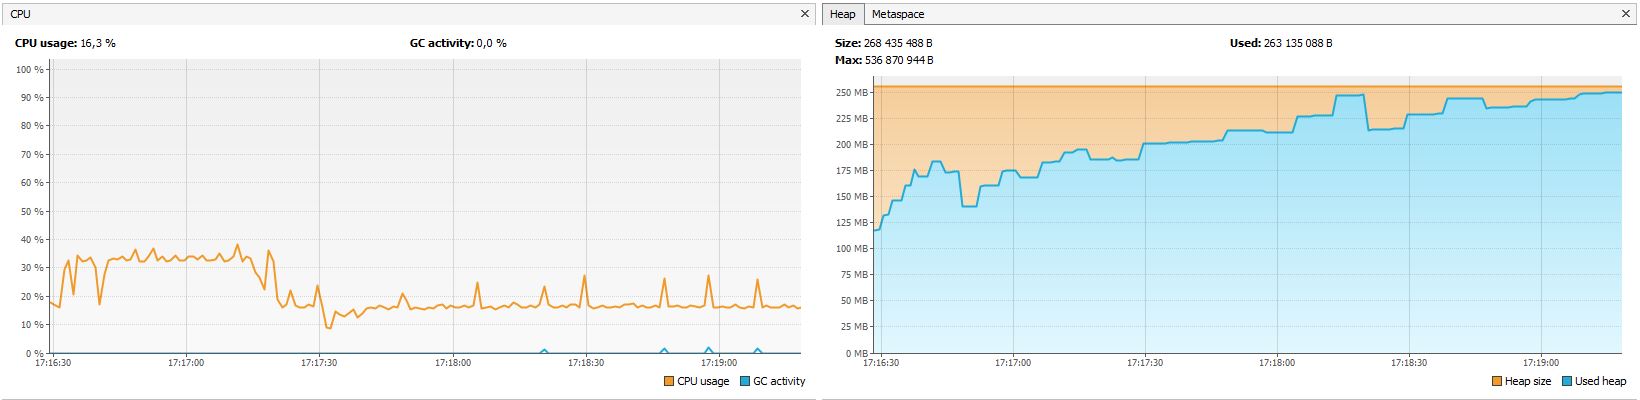 CPU
CPU usage: 16,3 %
GC activity: 0,0 %
100 %
90 %
80 %
70 %
60 %
50 %
40 %
30 %
20 %
10 %
0 %
17:16:30
17:17:00
17:17:30
17:18:00
17:18:30
17:19:00
CPU usage
GC activity
Heap
Metaspace
Size: 268 435 488 B
Used: 263 135 088 B
Max: 536 870 944 B
250 MB
225 MB
200 MB
175 MB
150 MB
125 MB
100 MB
75 MB
50 MB
25 MB
0 MB
17:16:30
17:17:00
17:17:30
17:18:00
17:18:30
17:19:00
Heap size
Used heap